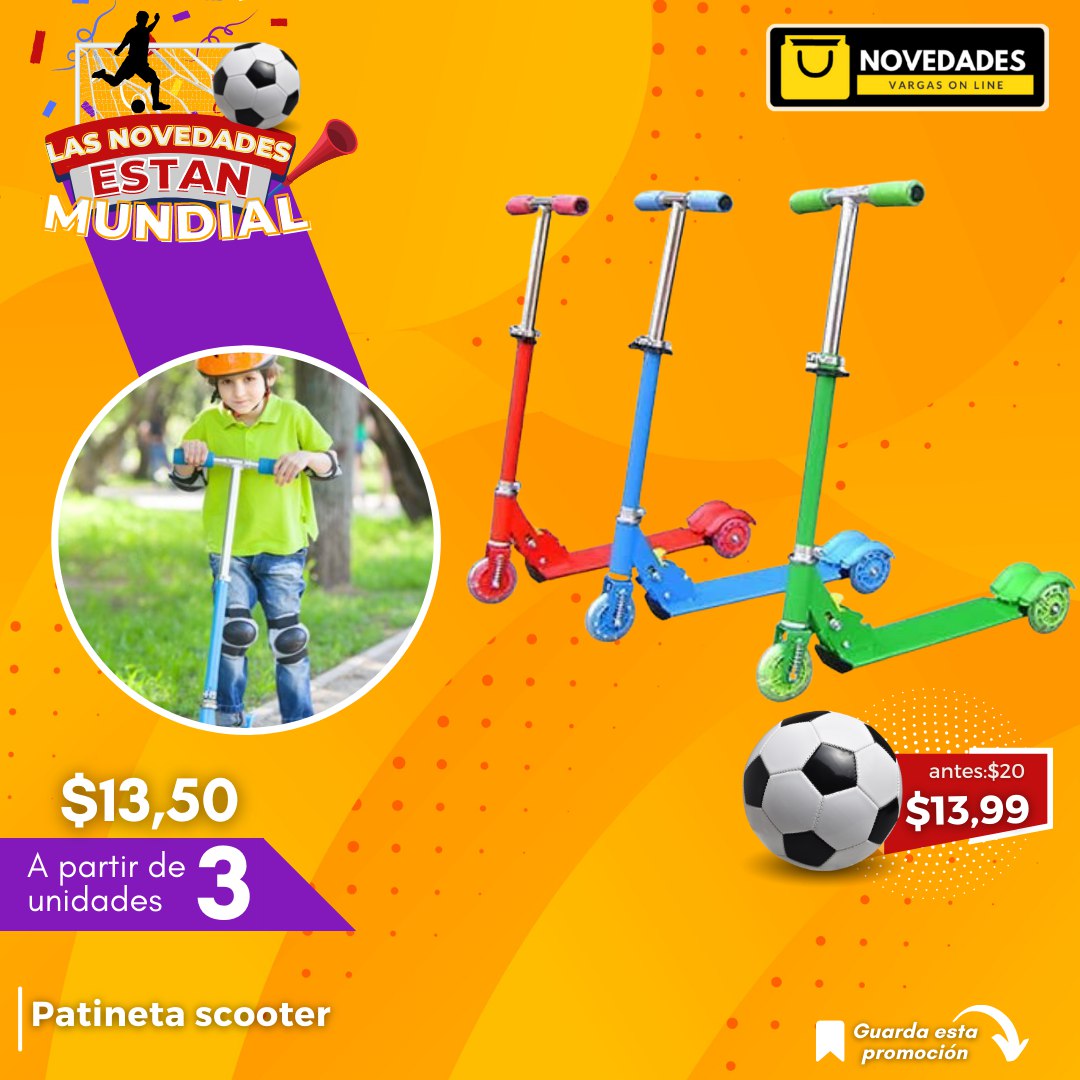 LAS NOVEDADES
ESTAN
MUNDIAL
NOVEDADES
VARGAS ON LINE
antes:$20
$13,99
$13,50
A partir de 3
unidades
Patineta scooter
Guarda esta
promoción